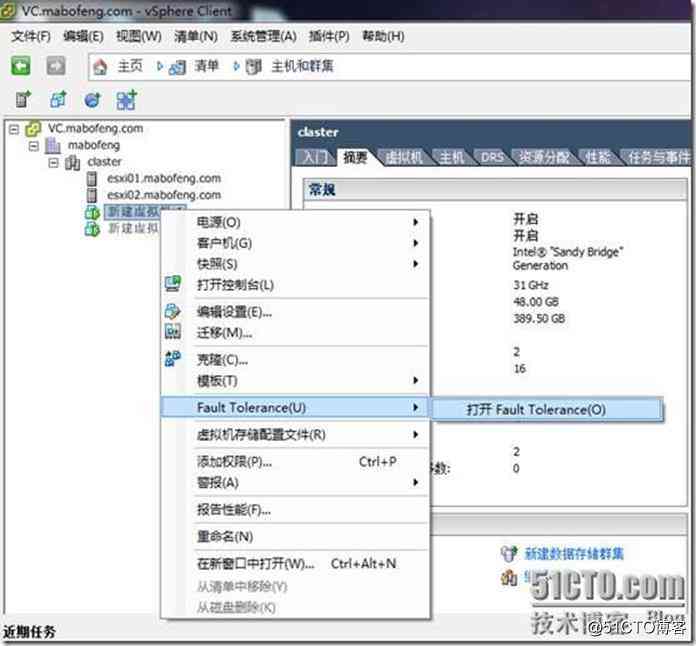 VC.mabofeng.com - vSphere Client
文件(F) 编辑(E) 视图(W) 清单(N) 系统管理(A) 插件(P) 帮助(H)
主页 清单 主机和群集
VC.mabofeng.com
mabofeng
claster
esxi01.mabofeng.com
esxi02.mabofeng.com
新建虚拟
新建虚拟
claster
入门 摘要 虚拟机 主机 DRS 资源分配 性能 任务与事件
常规
开启
开启
Intel® "Sandy Bridge"
Generation
31 GHz
48.00 GB
389.50 GB
2
16
2
数: 0
新建数据存储群集
电源(O)
客户机(G)
快照(S)
打开控制台(L)
编辑设置(E)...
迁移(M)...
克隆(C)...
模板(T)
Fault Tolerance(U)
打开 Fault Tolerance(O)
虚拟机存储配置文件(R)
添加权限(P)... Ctrl+P
警报(A)
报告性能(F)...
重命名(N)
在新窗口中打开(W)... Ctrl+Alt+N
从清单中移除(V)
从磁盘删除(K)
近期任务
51CTO.com
技术博客 Blog
@51CTO博客